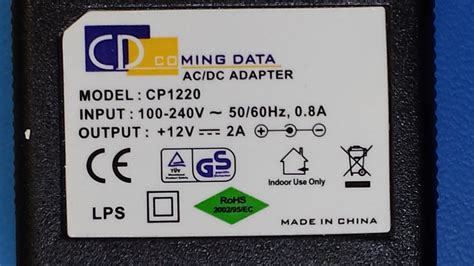 CD COMING DATA
AC/DC ADAPTER
MODEL : CP1220
INPUT : 100-240V ~ 50/60Hz, 0.8A
OUTPUT : +12V ⎓ 2A
CE TÜV GS
Indoor Use Only
LPS
RoHS
2002/95/EC
MADE IN CHINA